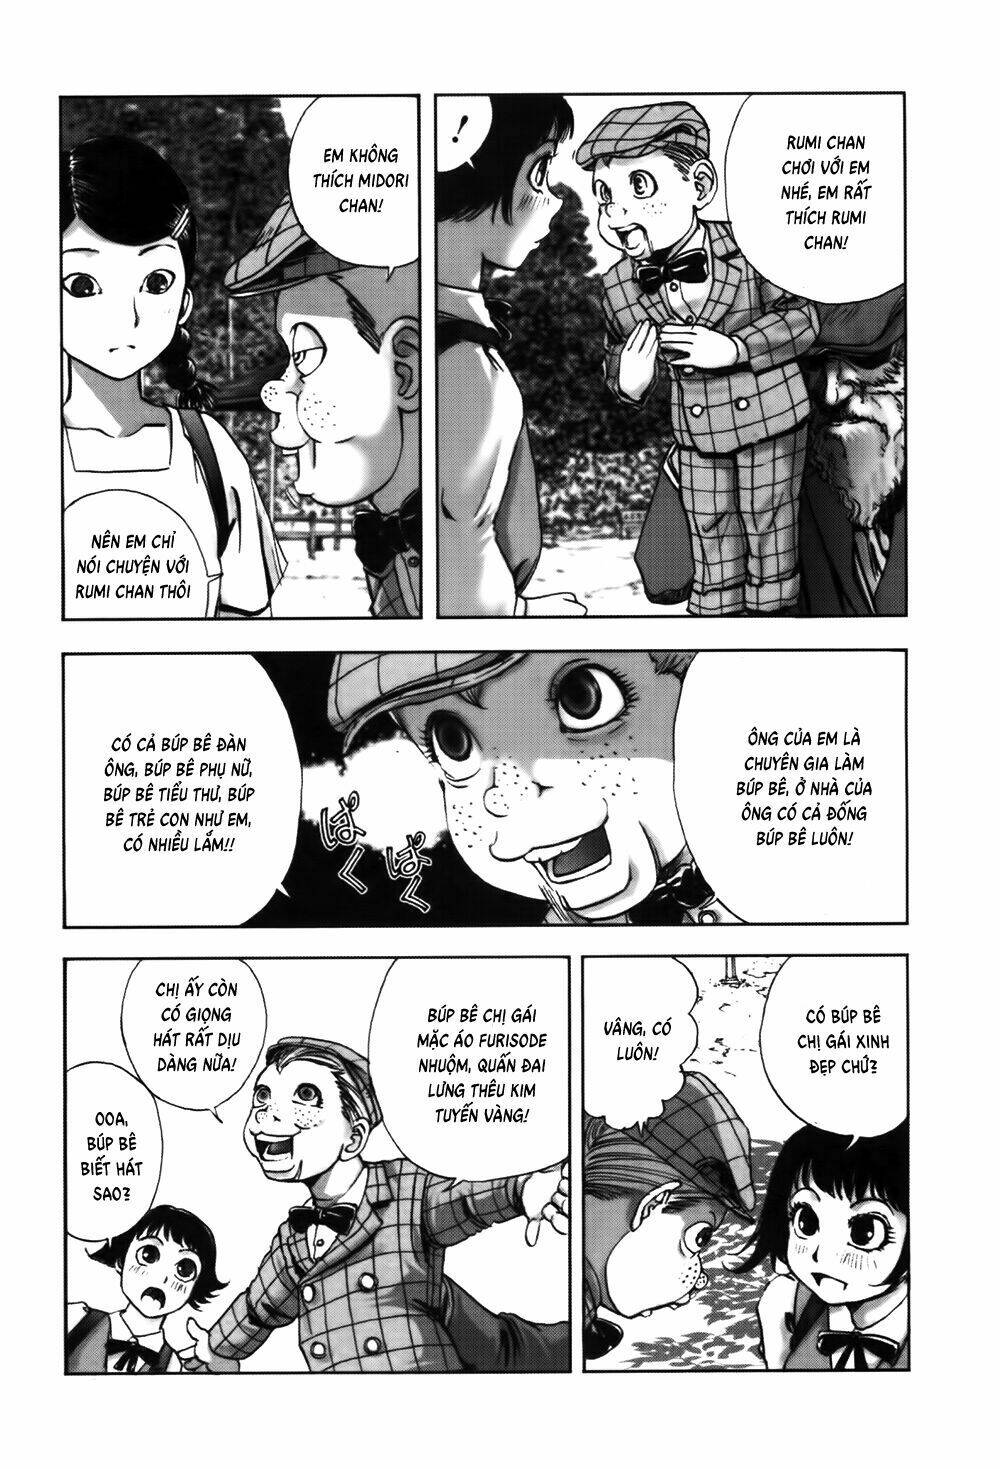 !
RUMI CHAN
CHƠI VỚI EM
NHÉ, EM RẤT
THÍCH RUMI
CHAN!
EM KHÔNG
THÍCH MIDORI
CHAN!
NÊN EM CHỈ
NÓI CHUYỆN VỚI
RUMI CHAN THÔI
ÔNG CỦA EM LÀ
CHUYÊN GIA LÀM
BÚP BÊ, Ở NHÀ CỦA
ÔNG CÓ CẢ ĐỐNG
BÚP BÊ LUÔN!
ぱく
ぱく
CÓ CẢ BÚP BÊ ĐÀN
ÔNG, BÚP BÊ PHỤ NỮ,
BÚP BÊ TIỂU THƯ, BÚP
BÊ TRẺ CON NHƯ EM,
CÓ NHIỀU LẮM!!
CÓ BÚP BÊ
CHỊ GÁI XINH
ĐẸP CHỨ?
VÂNG, CÓ
LUÔN!
BÚP BÊ CHỊ GÁI
MẶC ÁO FURISODE
NHUỘM, QUẤN ĐAI
LƯNG THÊU KIM
TUYẾN VÀNG!
CHỊ ẤY CÒN
CÓ GIỌNG
HÁT RẤT DỊU
DÀNG NỮA!
OOA,
BÚP BÊ
BIẾT HÁT
SAO?